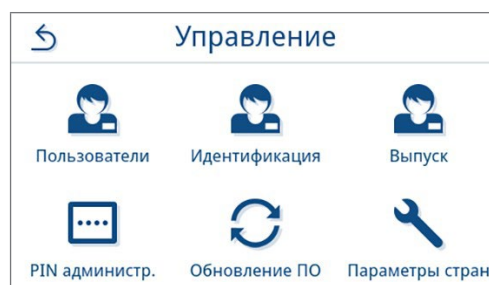 Управление
Пользователи Идентификация Выпуск
PIN администр. Обновление ПО Параметры стран